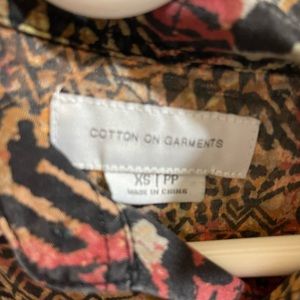 COTTON ON GARMENTS
XS | PP
MADE IN CHINA